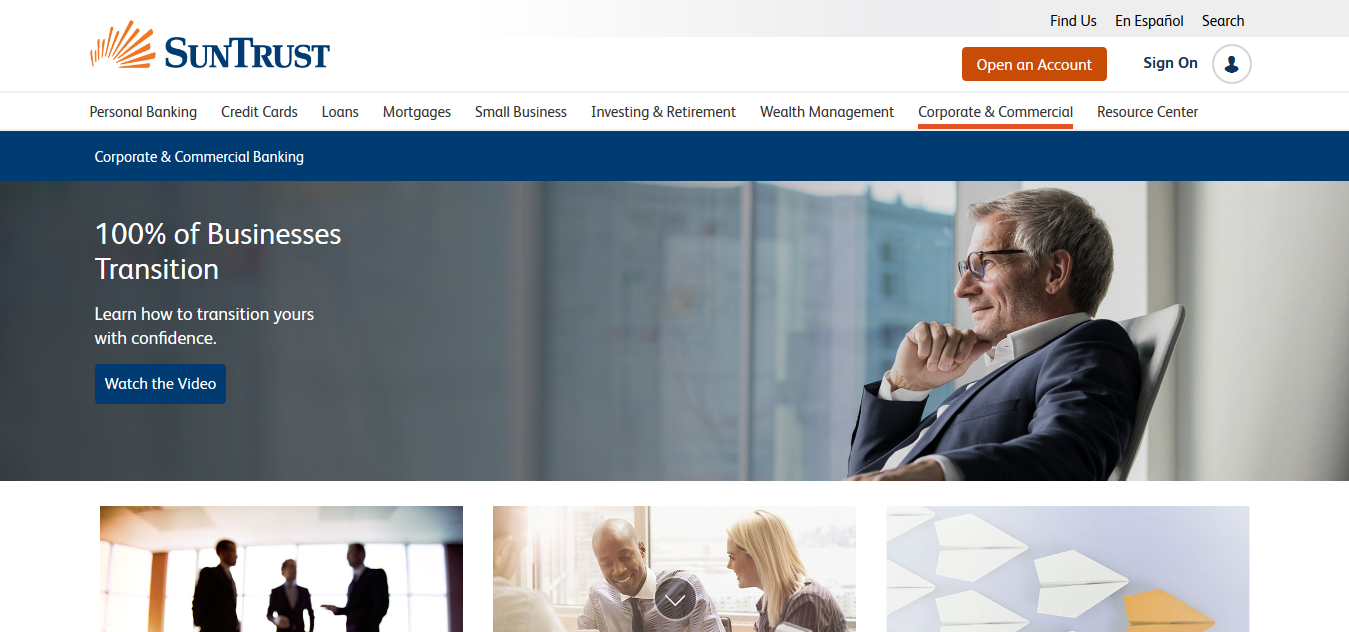 Find Us En Español Search
SUNTRUST
Open an Account Sign On
Personal Banking Credit Cards Loans Mortgages Small Business Investing & Retirement Wealth Management Corporate & Commercial Resource Center
Corporate & Commercial Banking
100% of Businesses
Transition
Learn how to transition yours
with confidence.
Watch the Video